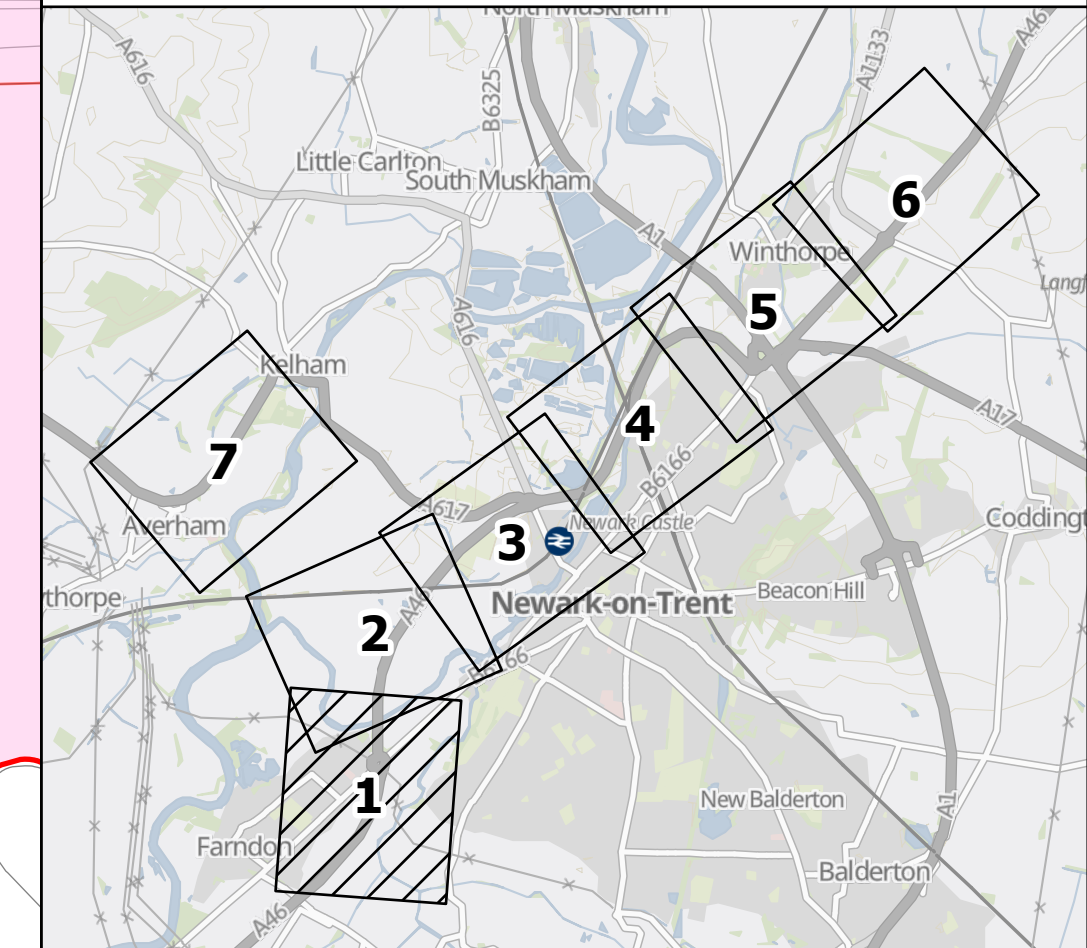 North Muskham
A46
A616
A1133
B6325
Little Carlton
South Muskham
6
A1
Winthorpe
Langf
5
A616
Kelham
A17
4
7
B6166
A617
Averham
Newark Castle
Codding
3
ythorpe
Beacon Hill
A46
Newark-on-Trent
2
B6166
1
New Balderton
A1
Farndon
Balderton
A46